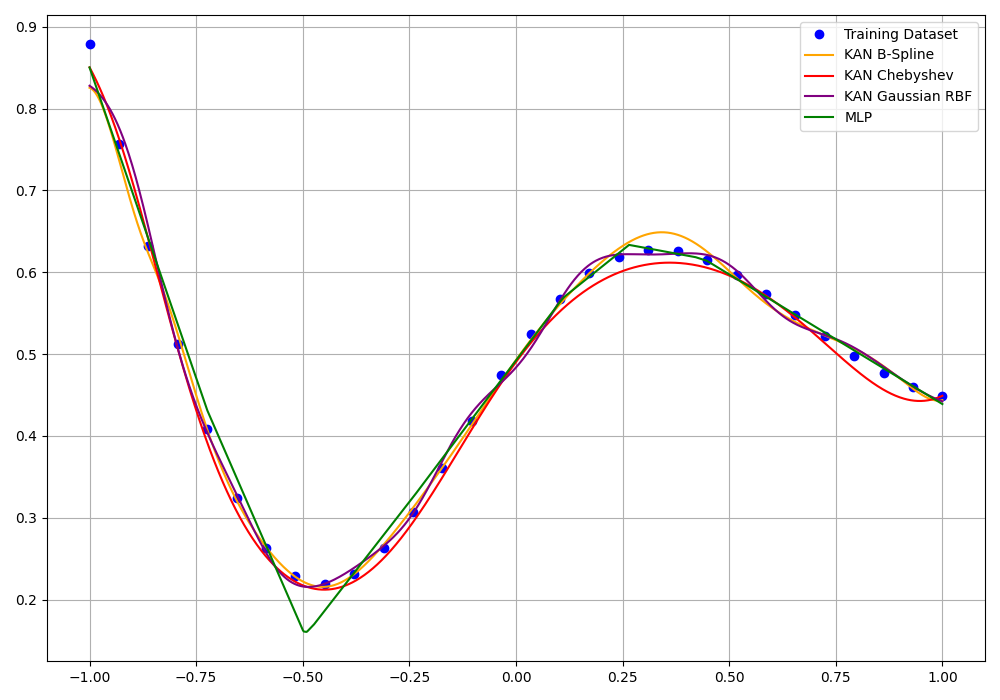 0.9
0.8
0.7
0.6
0.5
0.4
0.3
0.2
−1.00 −0.75 −0.50 −0.25 0.00 0.25 0.50 0.75 1.00
Training Dataset
KAN B-Spline
KAN Chebyshev
KAN Gaussian RBF
MLP